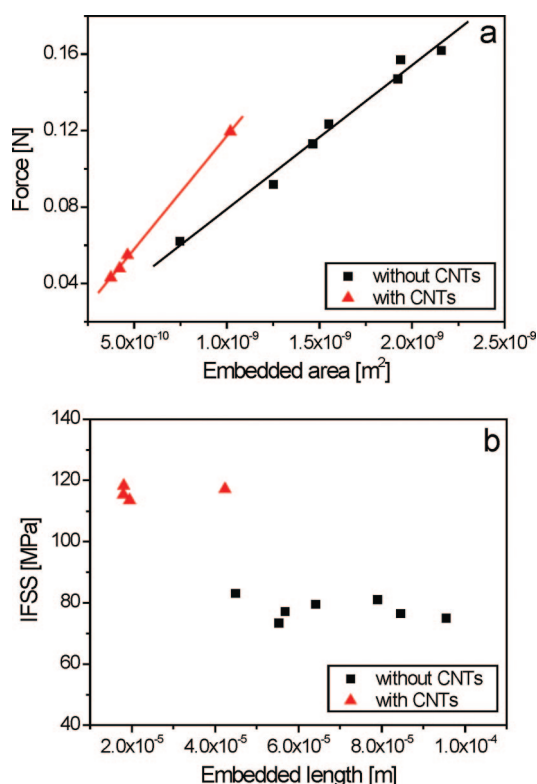 a
0.16
0.12
0.08
0.04
Force [N]
without CNTs
with CNTs
5.0x10⁻¹⁰ 1.0x10⁻⁹ 1.5x10⁻⁹ 2.0x10⁻⁹ 2.5x10⁻⁹
Embedded area [m²]
b
140
120
100
80
60
40
IFSS [MPa]
without CNTs
with CNTs
2.0x10⁻⁵ 4.0x10⁻⁵ 6.0x10⁻⁵ 8.0x10⁻⁵ 1.0x10⁻⁴
Embedded length [m]